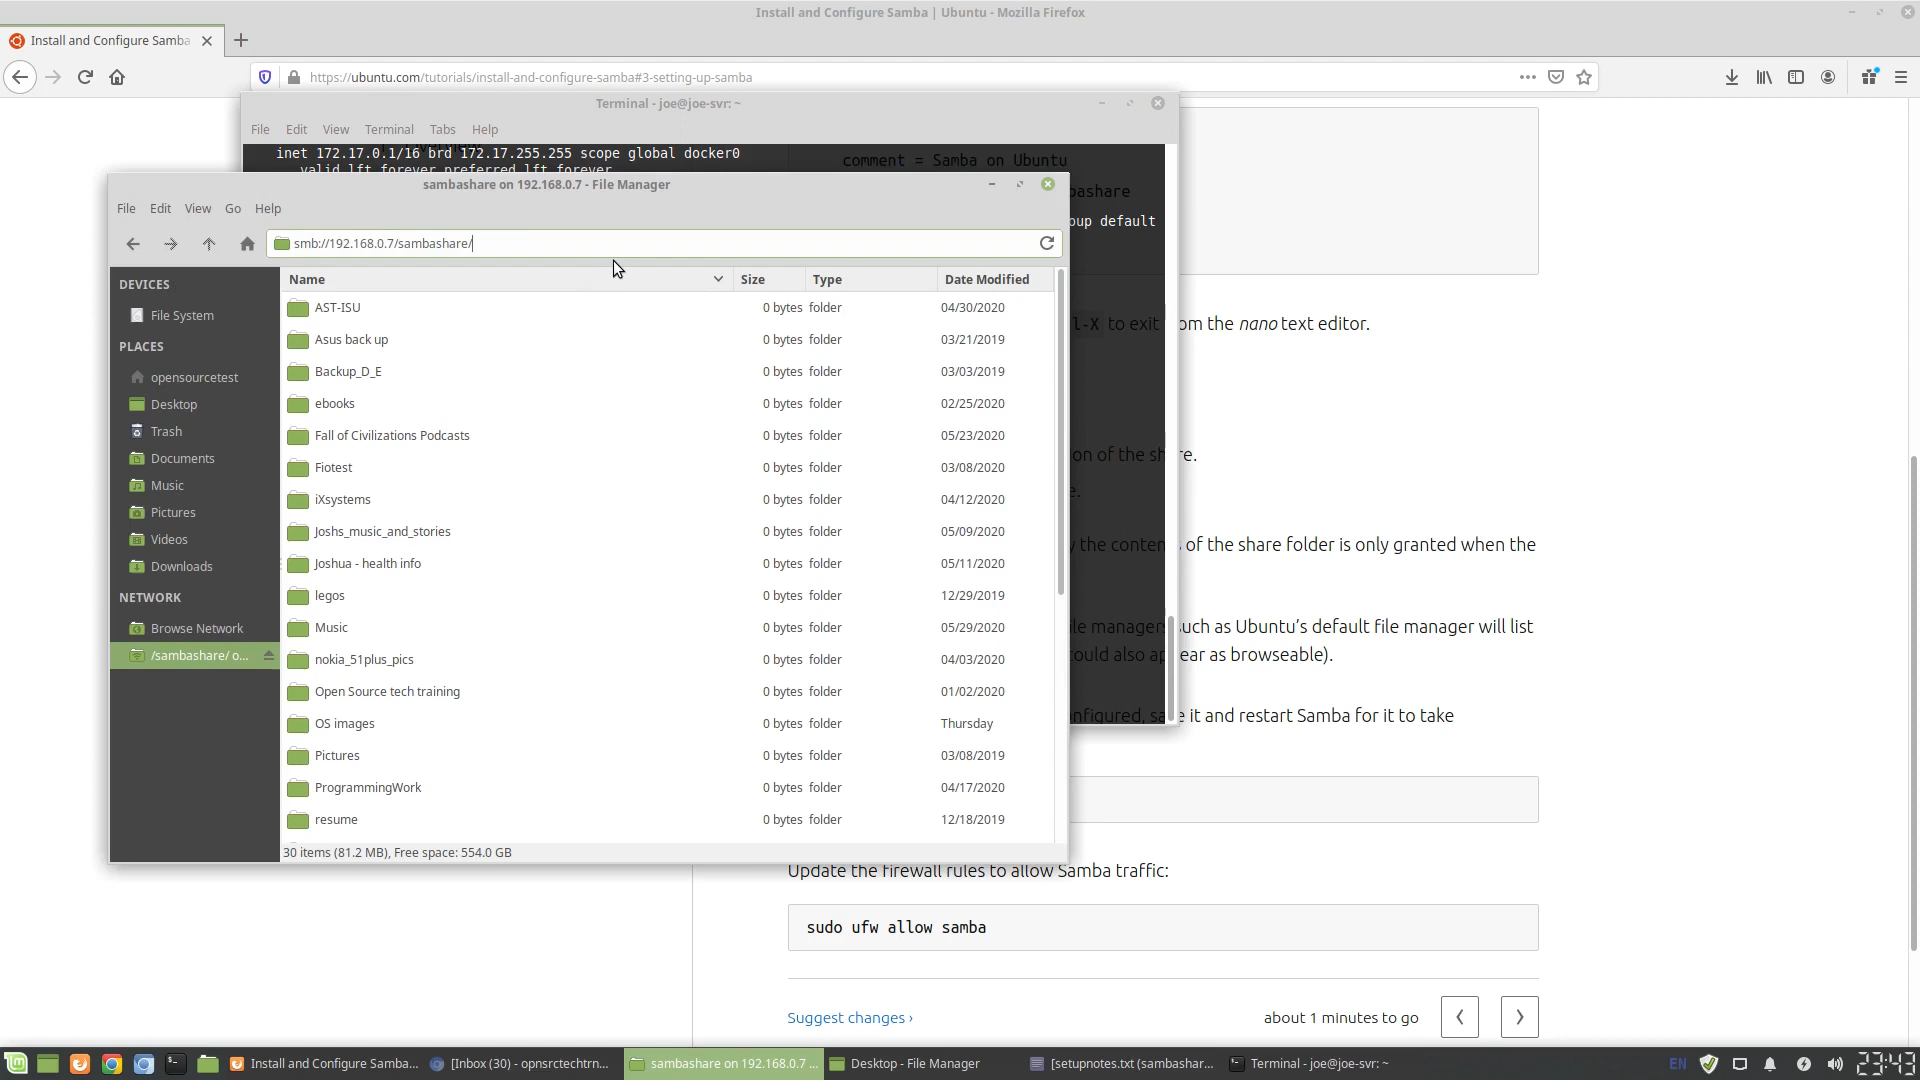 Install and Configure Samba | Ubuntu - Mozilla Firefox
Install and Configure Samba
https://ubuntu.com/tutorials/install-and-configure-samba#3-setting-up-samba
Terminal - joe@joe-svr: ~
File Edit View Terminal Tabs Help
inet 172.17.0.1/16 brd 172.17.255.255 scope global docker0
valid_lft forever preferred_lft forever
comment = Samba on Ubuntu
bashare
oup default
sambashare on 192.168.0.7 - File Manager
File Edit View Go Help
smb://192.168.0.7/sambashare/
DEVICES
File System
PLACES
opensourcetest
Desktop
Trash
Documents
Music
Pictures
Videos
Downloads
NETWORK
Browse Network
/sambashare/ o...
Name Size Type Date Modified
AST-ISU 0 bytes folder 04/30/2020
Asus back up 0 bytes folder 03/21/2019
Backup_D_E 0 bytes folder 03/03/2019
ebooks 0 bytes folder 02/25/2020
Fall of Civilizations Podcasts 0 bytes folder 05/23/2020
Fiotest 0 bytes folder 03/08/2020
iXsystems 0 bytes folder 04/12/2020
Joshs_music_and_stories 0 bytes folder 05/09/2020
Joshua - health info 0 bytes folder 05/11/2020
legos 0 bytes folder 12/29/2019
Music 0 bytes folder 05/29/2020
nokia_51plus_pics 0 bytes folder 04/03/2020
Open Source tech training 0 bytes folder 01/02/2020
OS images 0 bytes folder Thursday
Pictures 0 bytes folder 03/08/2019
ProgrammingWork 0 bytes folder 04/17/2020
resume 0 bytes folder 12/18/2019
30 items (81.2 MB), Free space: 554.0 GB
l-X to exit from the nano text editor.
on of the share.
e.
y the contents of the share folder is only granted when the
ile managers such as Ubuntu's default file manager will list
could also appear as browseable).
nfigured, save it and restart Samba for it to take
Update the firewall rules to allow Samba traffic:
sudo ufw allow samba
Suggest changes ›
about 1 minutes to go
Install and Configure Samba...
[Inbox (30) - opnsrctechtrn...
sambashare on 192.168.0.7 ...
Desktop - File Manager
[setupnotes.txt (sambashar...
Terminal - joe@joe-svr: ~
EN
23:43